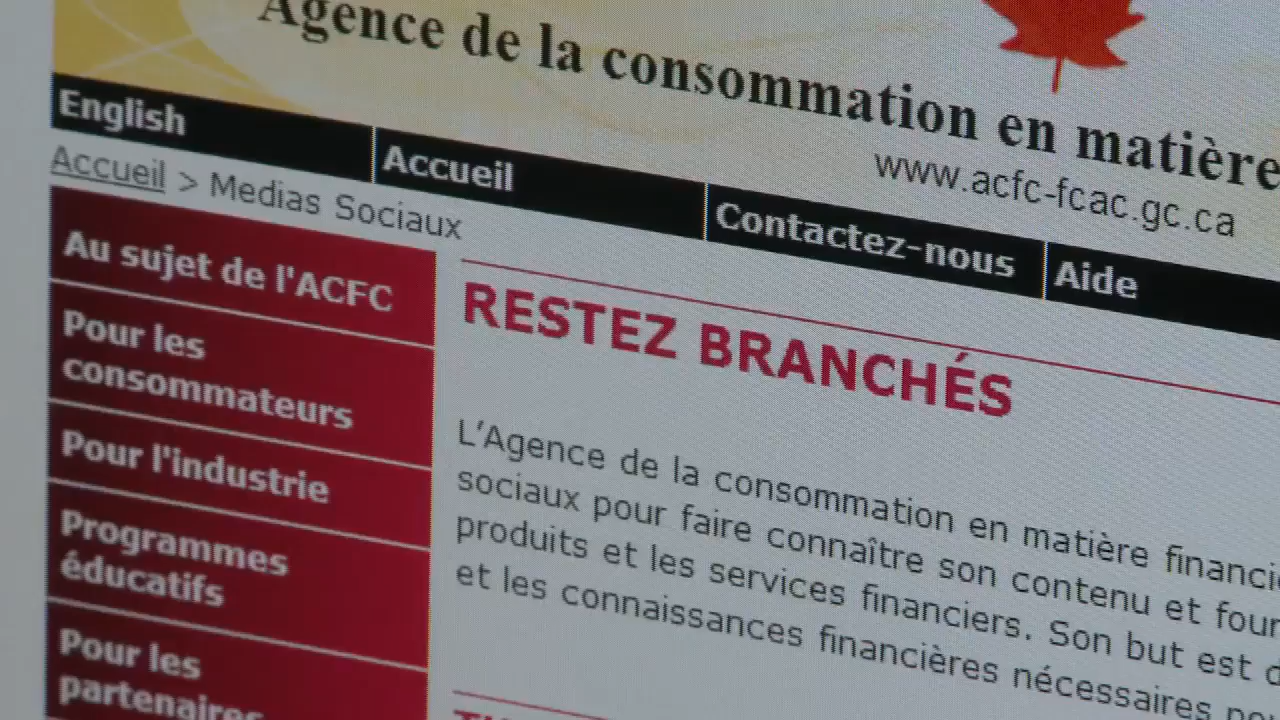 Agence de la consommation en matière
www.acfc-fcac.gc.ca
English
Accueil
Contactez-nous
Aide
Accueil > Medias Sociaux
Au sujet de l'ACFC
Pour les
consommateurs
Pour l'industrie
Programmes
éducatifs
Pour les
partenaires
RESTEZ BRANCHÉS
L'Agence de la consommation en matière
sociaux pour faire connaître son contenu et
produits et les services financiers. Son but est
et les connaissances financières nécessaires